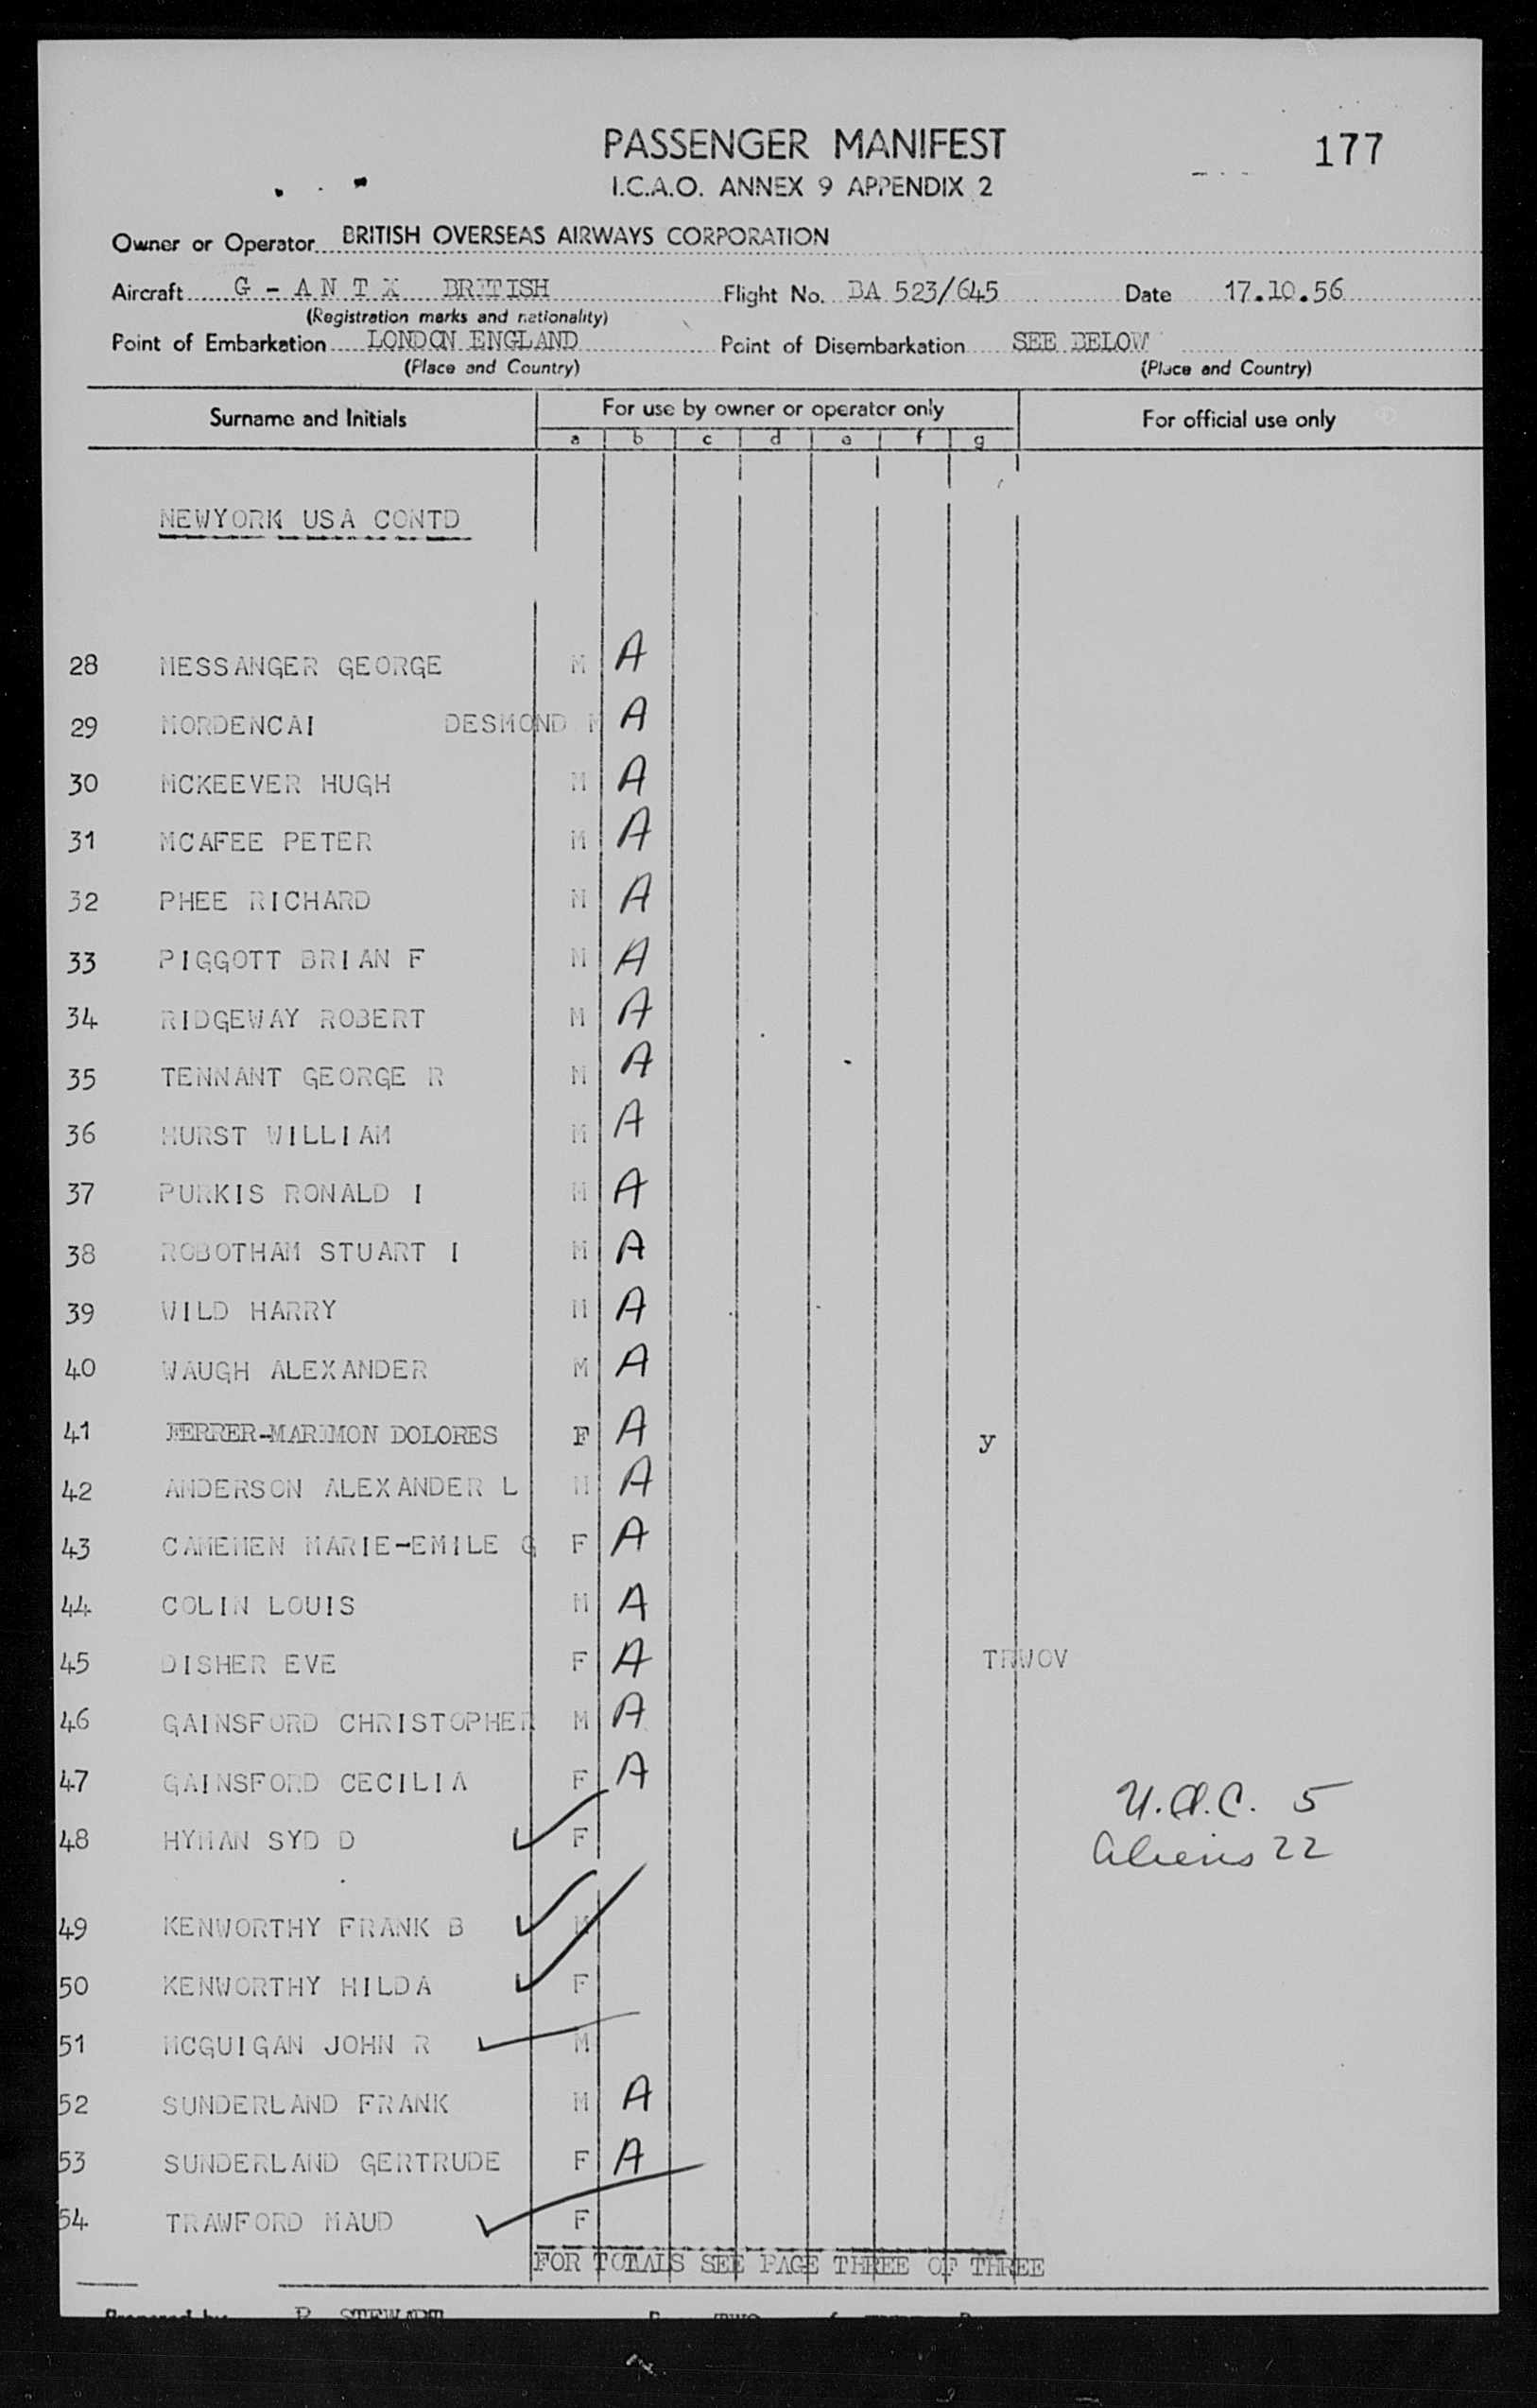 PASSENGER MANIFEST
177
I.C.A.O. ANNEX 9 APPENDIX 2
Owner or Operator BRITISH OVERSEAS AIRWAYS CORPORATION
Aircraft G - A N T X BRITISH Flight No. BA 523/645 Date 17.10.56
(Registration marks and nationality)
Point of Embarkation LONDON ENGLAND Point of Disembarkation SEE BELOW
(Place and Country) (Place and Country)
Surname and Initials For use by owner or operator only For official use only
a b c d e f g
NEWYORK USA CONTD
28 MESSANGER GEORGE M A
29 MORDENCAI DESMOND M A
30 MCKEEVER HUGH M A
31 MCAFEE PETER M A
32 PHEE RICHARD M A
33 PIGGOTT BRIAN F M A
34 RIDGEWAY ROBERT M A
35 TENNANT GEORGE R M A
36 HURST WILLIAM M A
37 PURKIS RONALD I M A
38 ROBOTHAM STUART I M A
39 WILD HARRY M A
40 WAUGH ALEXANDER M A
41 FERRER-MARIMON DOLORES F A y
42 ANDERSON ALEXANDER L M A
43 CAMEMEN MARIE-EMILE G F A
44 COLIN LOUIS M A
45 DISHER EVE F A TRWOV
46 GAINSFORD CHRISTOPHER M A
47 GAINSFORD CECILIA F A
U.S.C. 5
48 HYMAN SYD D F
Aliens 22
49 KENWORTHY FRANK B M
50 KENWORTHY HILDA F
51 MCGUIGAN JOHN R M
52 SUNDERLAND FRANK M A
53 SUNDERLAND GERTRUDE F A
54 TRAWFORD MAUD F
FOR TOTALS SEE PAGE THREE OF THREE
Prepared by STEWART